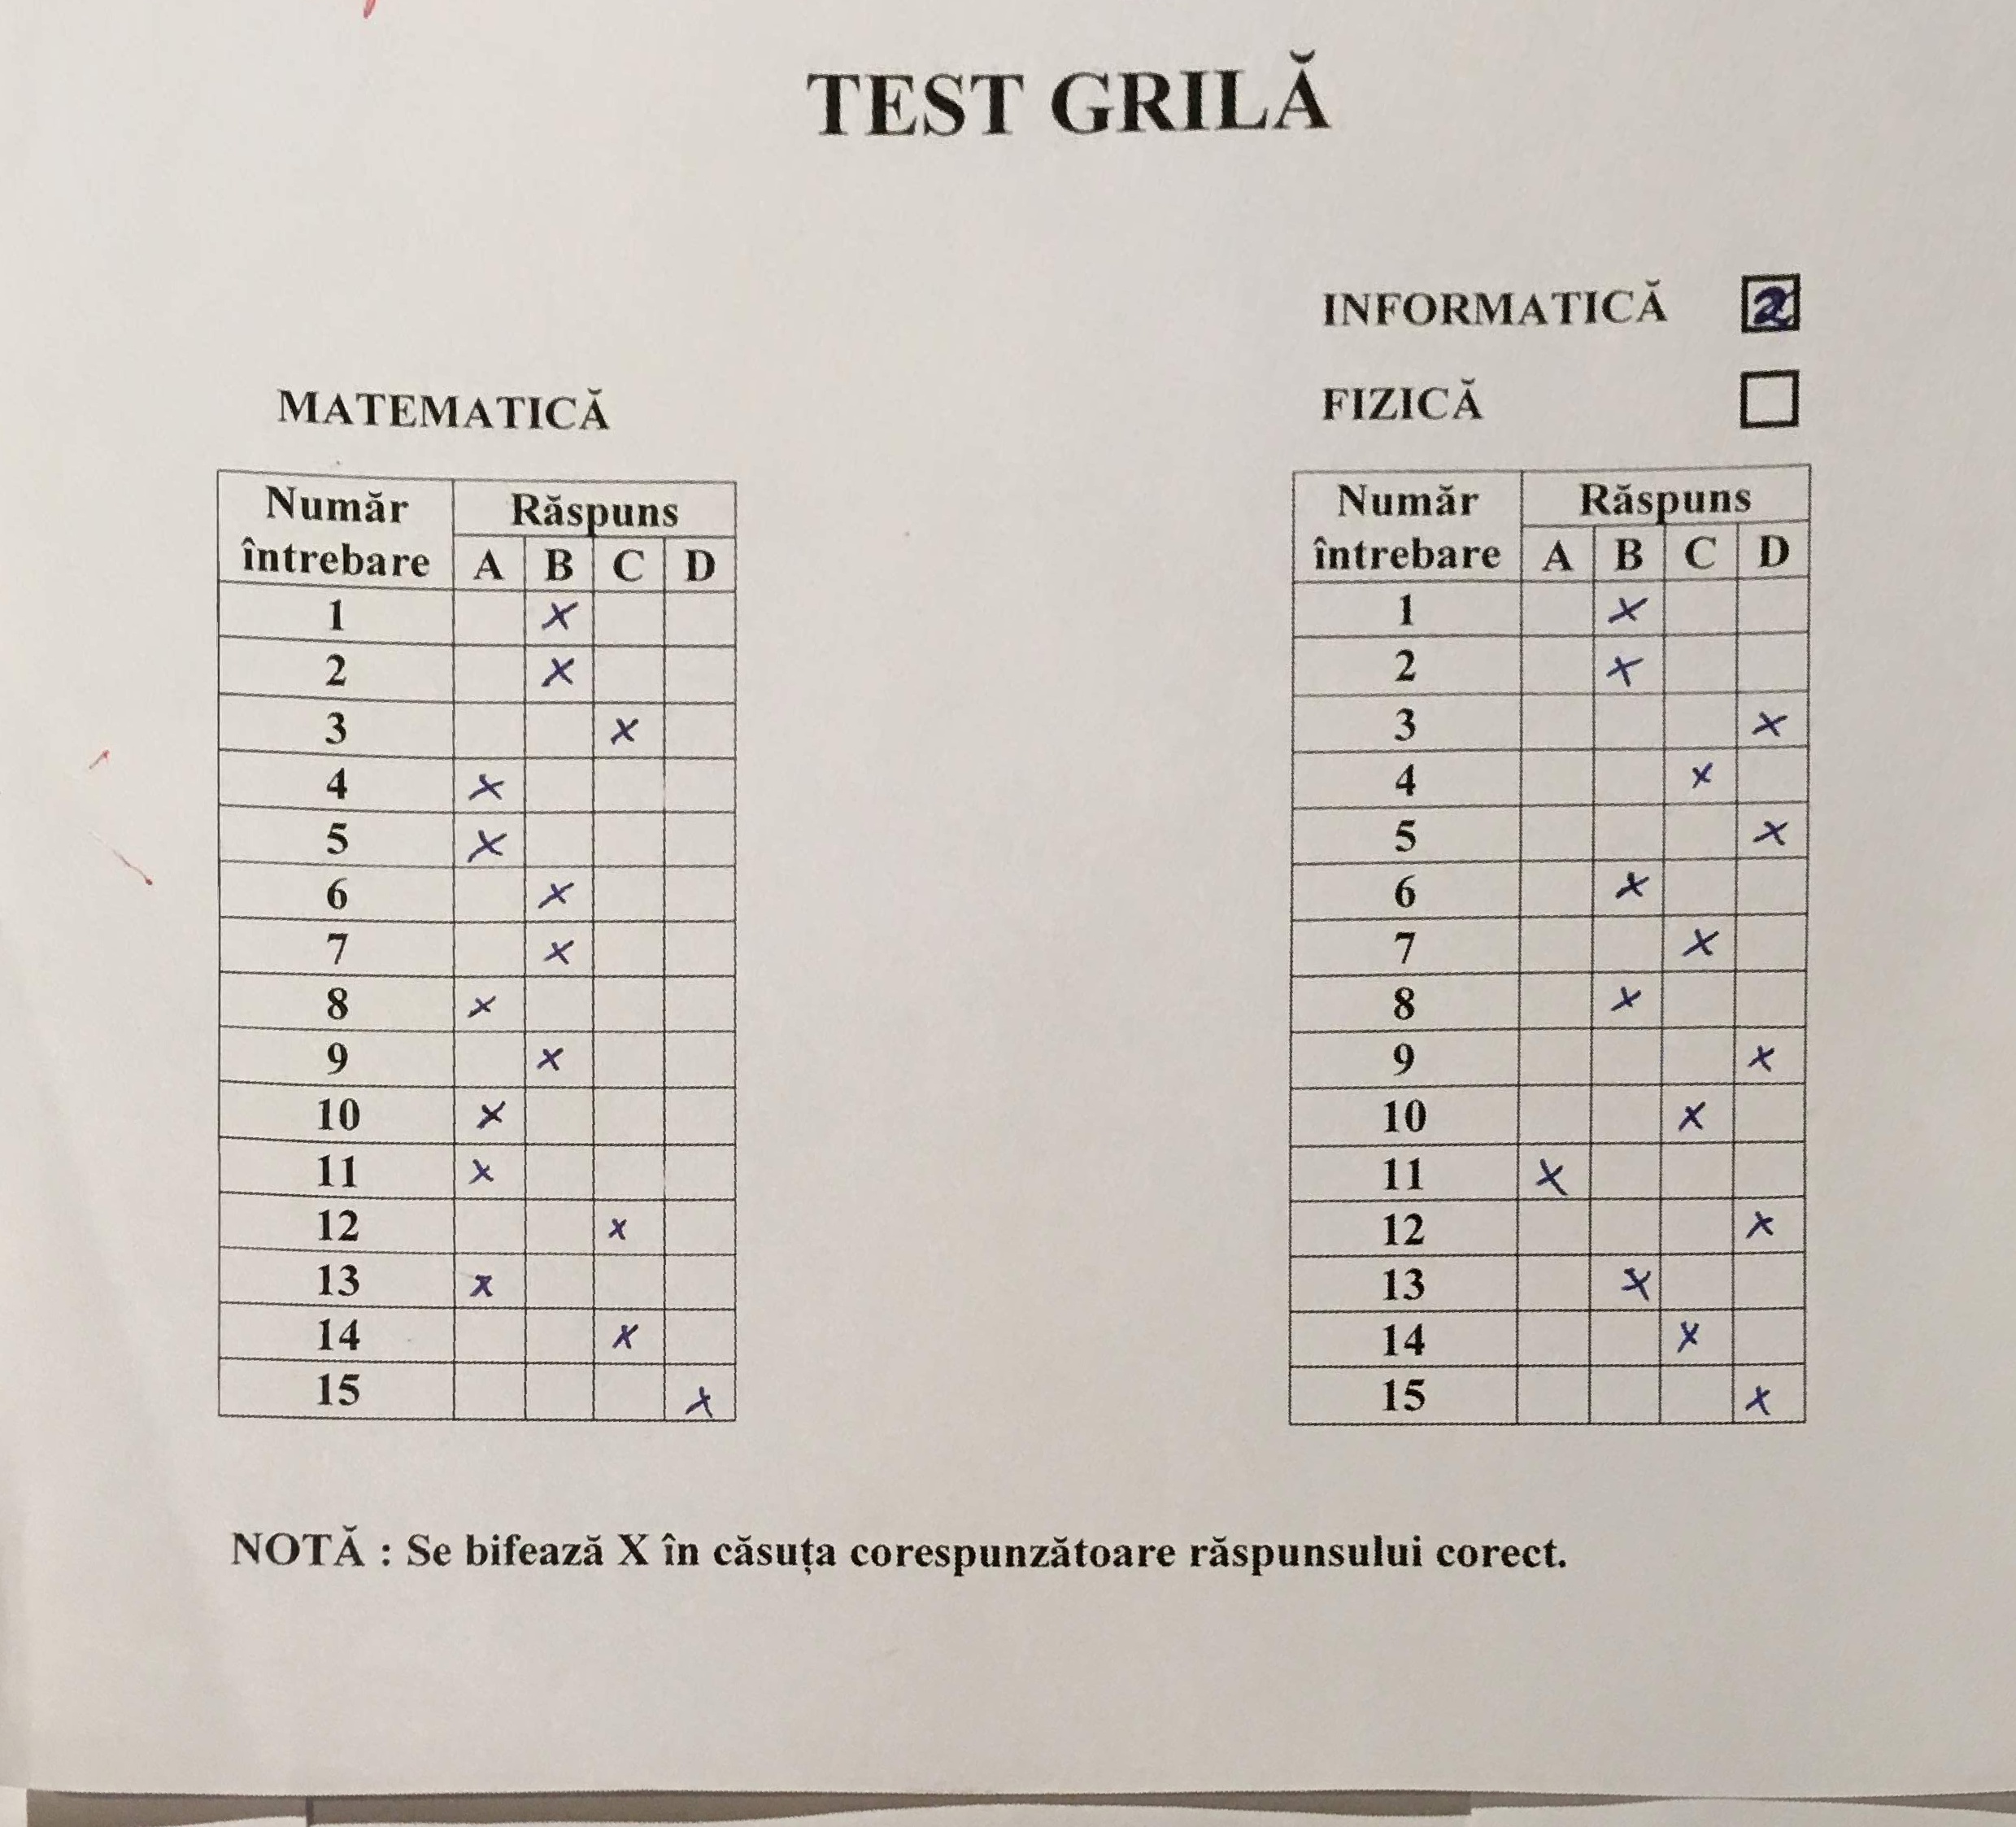 TEST GRILĂ
INFORMATICĂ 2
FIZICĂ
MATEMATICĂ
Număr întrebare Răspuns
A B C D
1 X
2 X
3 X
4 X
5 X
6 X
7 X
8 X
9 X
10 X
11 X
12 X
13 X
14 X
15 X
Număr întrebare Răspuns
A B C D
1 X
2 X
3 X
4 X
5 X
6 X
7 X
8 X
9 X
10 X
11 X
12 X
13 X
14 X
15 X
NOTĂ : Se bifează X în căsuța corespunzătoare răspunsului corect.